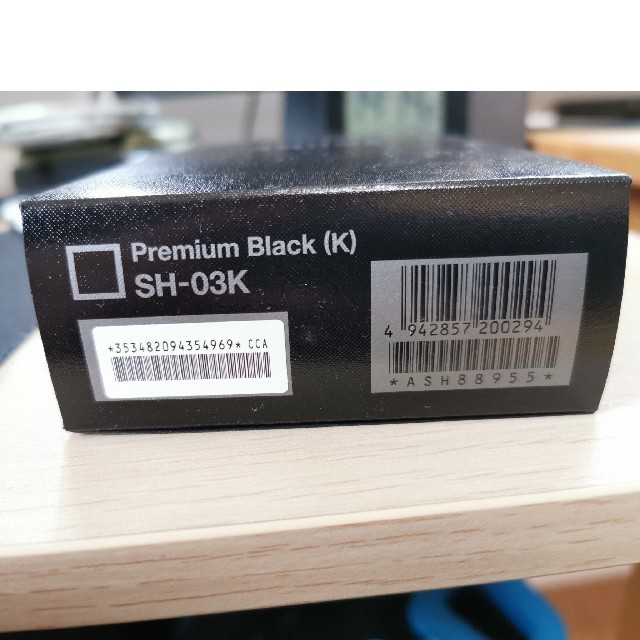 Premium Black (K)
SH-03K
*353482094354969* CCA
4 942857 200294
*ASH88955*